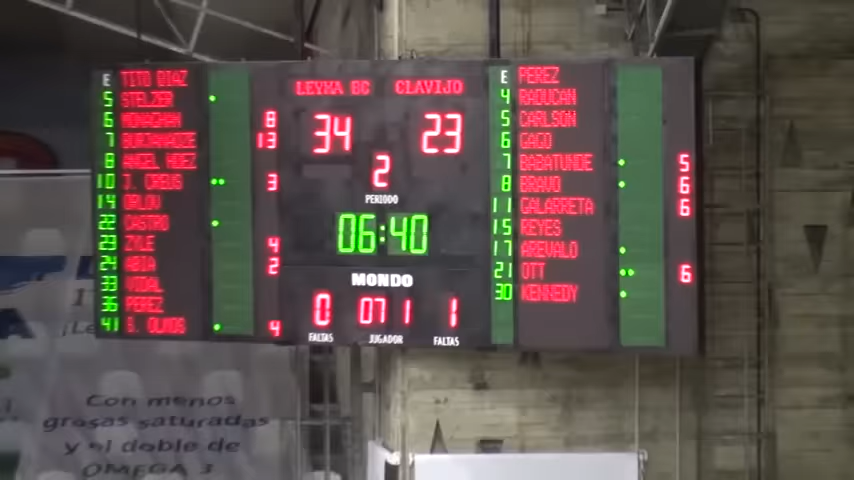 E TITO DIAZ
5 STELZER
6 MONAGHAN 8
7 13
8 ANGEL HDEZ
10 J. ORBUS 3
14 ORLOV
22 CASTRO
23 ZYLE 4
24 ABIA 2
33 VIDAL
36 PEREZ
41 S. OLMOS 4
LEYMA BC CLAVIJO
34 23
2
PERIODO
06:40
MONDO
0 07 1 1
FALTAS JUGADOR FALTAS
E PEREZ
4 RADUCAN
5 CARLSON
6 GAGO
7 BABATUNDE 5
8 BRAVO 6
11 GALARRETA 6
15 REYES
17 AREVALO
21 OTT 6
30 KENNEDY
Con menos
grasas saturadas
y el doble de
OMEGA 3